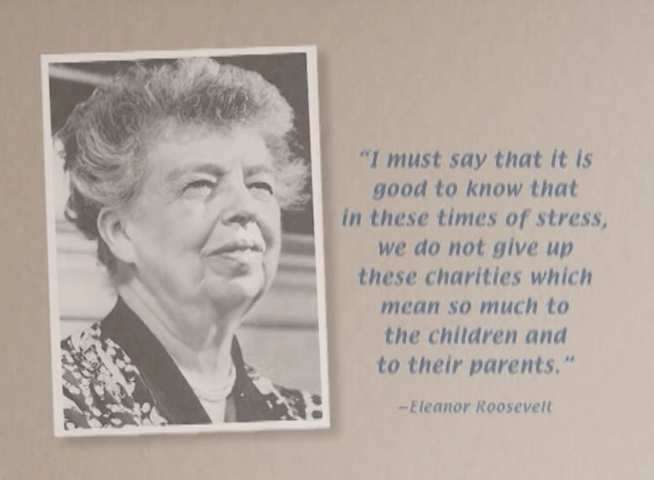 “I must say that it is
good to know that
in these times of stress,
we do not give up
these charities which
mean so much to
the children and
to their parents.”
–Eleanor Roosevelt